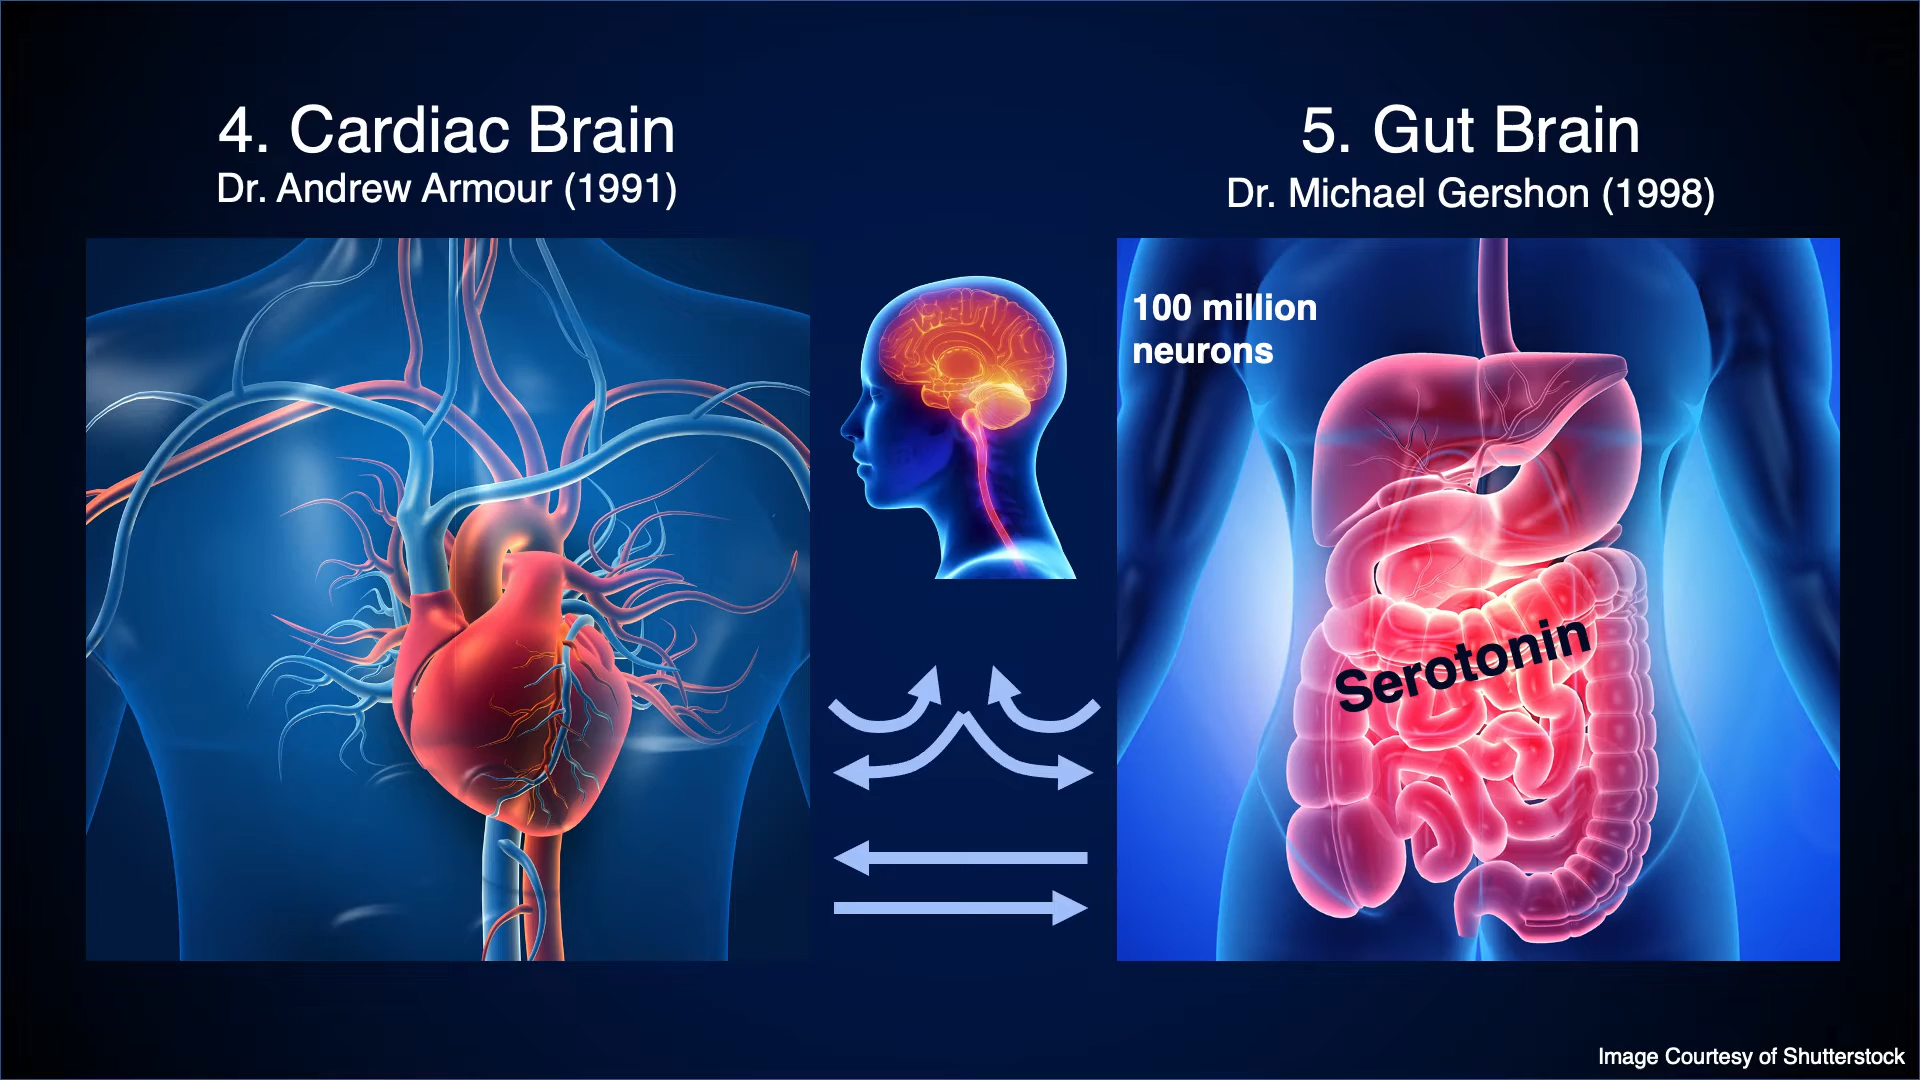 4. Cardiac Brain
Dr. Andrew Armour (1991)
5. Gut Brain
Dr. Michael Gershon (1998)
100 million
neurons
Serotonin
Image Courtesy of Shutterstock